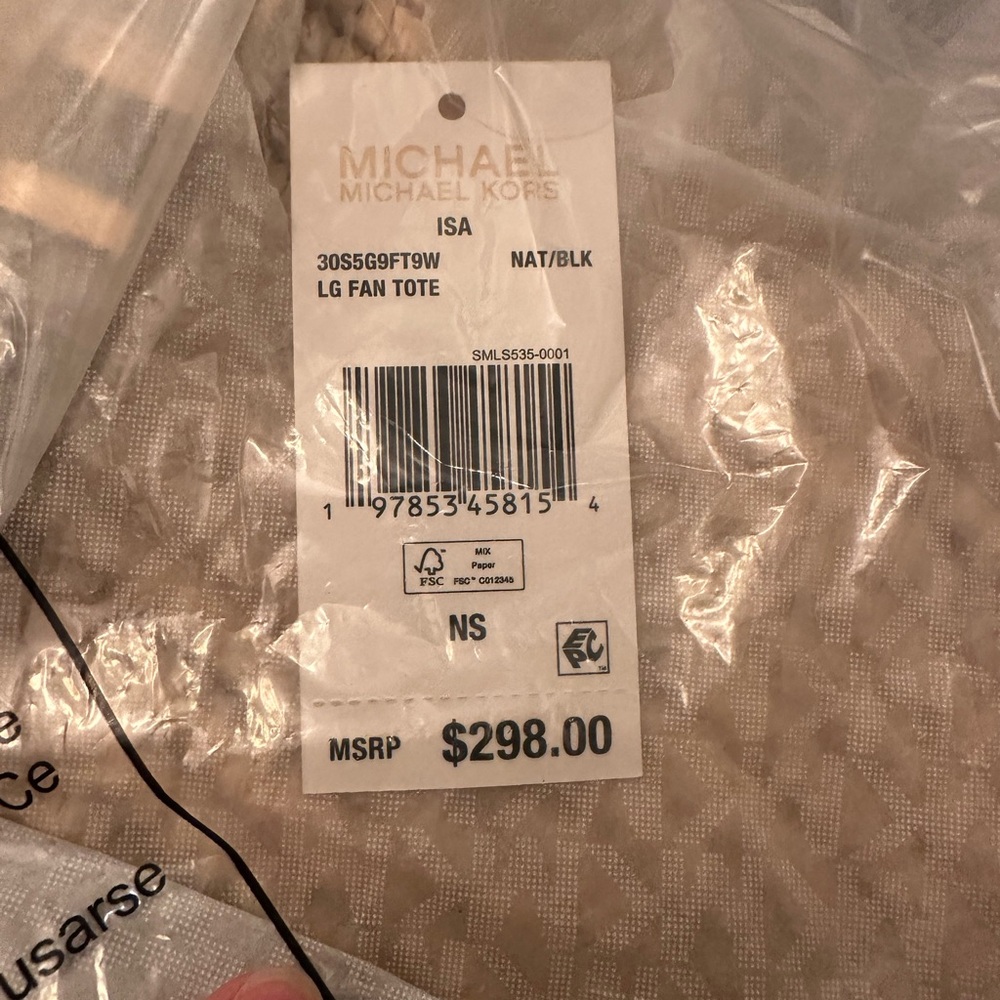 MICHAEL
MICHAEL KORS
ISA
30S5G9FT9W NAT/BLK
LG FAN TOTE
SMLS535-0001
1 97853 45815 4
FSC
MIX
Paper
FSC™ C012345
NS
EPC™
MSRP $298.00
usarse